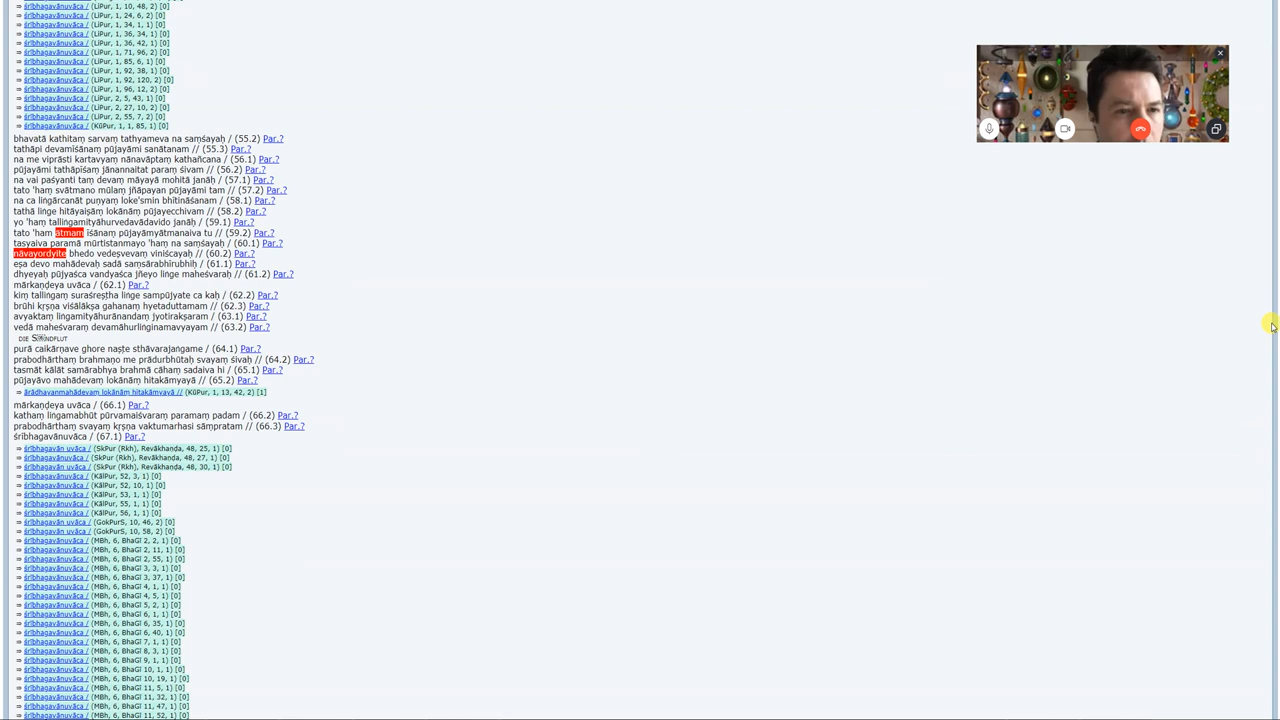 ⇒ śrībhagavānuvāca / (LiPur, 1, 10, 48, 2) [0]
⇒ śrībhagavānuvāca / (LiPur, 1, 24, 6, 2) [0]
⇒ śrībhagavānuvāca / (LiPur, 1, 34, 1, 1) [0]
⇒ śrībhagavānuvāca / (LiPur, 1, 36, 34, 1) [0]
⇒ śrībhagavānuvāca / (LiPur, 1, 36, 42, 1) [0]
⇒ śrībhagavānuvāca / (LiPur, 1, 71, 96, 2) [0]
⇒ śrībhagavānuvāca / (LiPur, 1, 85, 6, 1) [0]
⇒ śrībhagavānuvāca / (LiPur, 1, 92, 38, 1) [0]
⇒ śrībhagavānuvāca / (LiPur, 1, 92, 120, 2) [0]
⇒ śrībhagavānuvāca / (LiPur, 1, 96, 12, 2) [0]
⇒ śrībhagavānuvāca / (LiPur, 2, 5, 43, 1) [0]
⇒ śrībhagavānuvāca / (LiPur, 2, 27, 10, 2) [0]
⇒ śrībhagavānuvāca / (LiPur, 2, 55, 7, 2) [0]
⇒ śrībhagavānuvāca / (KūPur, 1, 1, 85, 1) [0]
bhavatā kathitaṃ sarvaṃ tathyameva na saṃśayaḥ / (55.2) Par.?
tathāpi devamīśānaṃ pūjayāmi sanātanam // (55.3) Par.?
na me viprāsti kartavyaṃ nānavāptaṃ kathañcana / (56.1) Par.?
pūjayāmi tathāpīśaṃ jānannaitat paraṃ śivam // (56.2) Par.?
na vai paśyanti taṃ devaṃ māyayā mohitā janāḥ / (57.1) Par.?
tato 'haṃ svātmano mūlaṃ jñāpayan pūjayāmi tam // (57.2) Par.?
na ca liṅgārcanāt puṇyaṃ loke'smin bhītināśanam / (58.1) Par.?
tathā liṅge hitāyaiṣāṃ lokānāṃ pūjayecchivam // (58.2) Par.?
yo 'haṃ talliṅgamityāhurvedavādavido janāḥ / (59.1) Par.?
tato 'ham ātmam īśānaṃ pūjayāmyātmanaiva tu // (59.2) Par.?
tasyaiva paramā mūrtistanmayo 'haṃ na saṃśayaḥ / (60.1) Par.?
nāvayordyite bhedo vedeṣvevaṃ viniścayaḥ // (60.2) Par.?
eṣa devo mahādevaḥ sadā saṃsārabhīrubhiḥ / (61.1) Par.?
dhyeyaḥ pūjyaśca vandyaśca jñeyo liṅge maheśvaraḥ // (61.2) Par.?
mārkaṇḍeya uvāca / (62.1) Par.?
kiṃ talliṅgaṃ suraśreṣṭha liṅge sampūjyate ca kaḥ / (62.2) Par.?
brūhi kṛṣṇa viśālākṣa gahanaṃ hyetaduttamam // (62.3) Par.?
avyaktaṃ liṅgamityāhurānandaṃ jyotirakṣaram / (63.1) Par.?
vedā maheśvaraṃ devamāhurliṅginamavyayam // (63.2) Par.?
purā caikārṇave ghore naṣṭe sthāvarajaṅgame / (64.1) Par.?
prabodhārthaṃ brahmaṇo me prādurbhūtaḥ svayaṃ śivaḥ // (64.2) Par.?
tasmāt kālāt samārabhya brahmā cāhaṃ sadaiva hi / (65.1) Par.?
pūjayāvo mahādevaṃ lokānāṃ hitakāmyayā // (65.2) Par.?
⇒ ārādhayanmahādevaṃ lokānāṃ hitakāmyayā // (KūPur, 1, 13, 42, 2) [1]
mārkaṇḍeya uvāca / (66.1) Par.?
kathaṃ liṅgamabhūt pūrvamaiśvaraṃ paramaṃ padam / (66.2) Par.?
prabodhārthaṃ svayaṃ kṛṣṇa vaktumarhasi sāmpratam // (66.3) Par.?
śrībhagavānuvāca / (67.1) Par.?
⇒ śrībhagavān uvāca / (SkPur (Rkh), Revākhaṇḍa, 48, 25, 1) [0]
⇒ śrībhagavānuvāca / (SkPur (Rkh), Revākhaṇḍa, 48, 27, 1) [0]
⇒ śrībhagavān uvāca / (SkPur (Rkh), Revākhaṇḍa, 48, 30, 1) [0]
⇒ śrībhagavānuvāca / (KālPur, 52, 3, 1) [0]
⇒ śrībhagavānuvāca / (KālPur, 52, 10, 1) [0]
⇒ śrībhagavānuvāca / (KālPur, 53, 1, 1) [0]
⇒ śrībhagavānuvāca / (KālPur, 55, 1, 1) [0]
⇒ śrībhagavānuvāca / (KālPur, 56, 1, 1) [0]
⇒ śrībhagavān uvāca / (GokPurS, 10, 46, 2) [0]
⇒ śrībhagavān uvāca / (GokPurS, 10, 58, 2) [0]
⇒ śrībhagavānuvāca / (MBh, 6, BhaGī 2, 2, 1) [0]
⇒ śrībhagavānuvāca / (MBh, 6, BhaGī 2, 11, 1) [0]
⇒ śrībhagavānuvāca / (MBh, 6, BhaGī 2, 55, 1) [0]
⇒ śrībhagavānuvāca / (MBh, 6, BhaGī 3, 3, 1) [0]
⇒ śrībhagavānuvāca / (MBh, 6, BhaGī 3, 37, 1) [0]
⇒ śrībhagavānuvāca / (MBh, 6, BhaGī 4, 1, 1) [0]
⇒ śrībhagavānuvāca / (MBh, 6, BhaGī 4, 5, 1) [0]
⇒ śrībhagavānuvāca / (MBh, 6, BhaGī 5, 2, 1) [0]
⇒ śrībhagavānuvāca / (MBh, 6, BhaGī 6, 1, 1) [0]
⇒ śrībhagavānuvāca / (MBh, 6, BhaGī 6, 35, 1) [0]
⇒ śrībhagavānuvāca / (MBh, 6, BhaGī 6, 40, 1) [0]
⇒ śrībhagavānuvāca / (MBh, 6, BhaGī 7, 1, 1) [0]
⇒ śrībhagavānuvāca / (MBh, 6, BhaGī 8, 3, 1) [0]
⇒ śrībhagavānuvāca / (MBh, 6, BhaGī 9, 1, 1) [0]
⇒ śrībhagavānuvāca / (MBh, 6, BhaGī 10, 1, 1) [0]
⇒ śrībhagavānuvāca / (MBh, 6, BhaGī 10, 19, 1) [0]
⇒ śrībhagavānuvāca / (MBh, 6, BhaGī 11, 5, 1) [0]
⇒ śrībhagavānuvāca / (MBh, 6, BhaGī 11, 32, 1) [0]
⇒ śrībhagavānuvāca / (MBh, 6, BhaGī 11, 47, 1) [0]
⇒ śrībhagavānuvāca / (MBh, 6, BhaGī 11, 52, 1) [0]